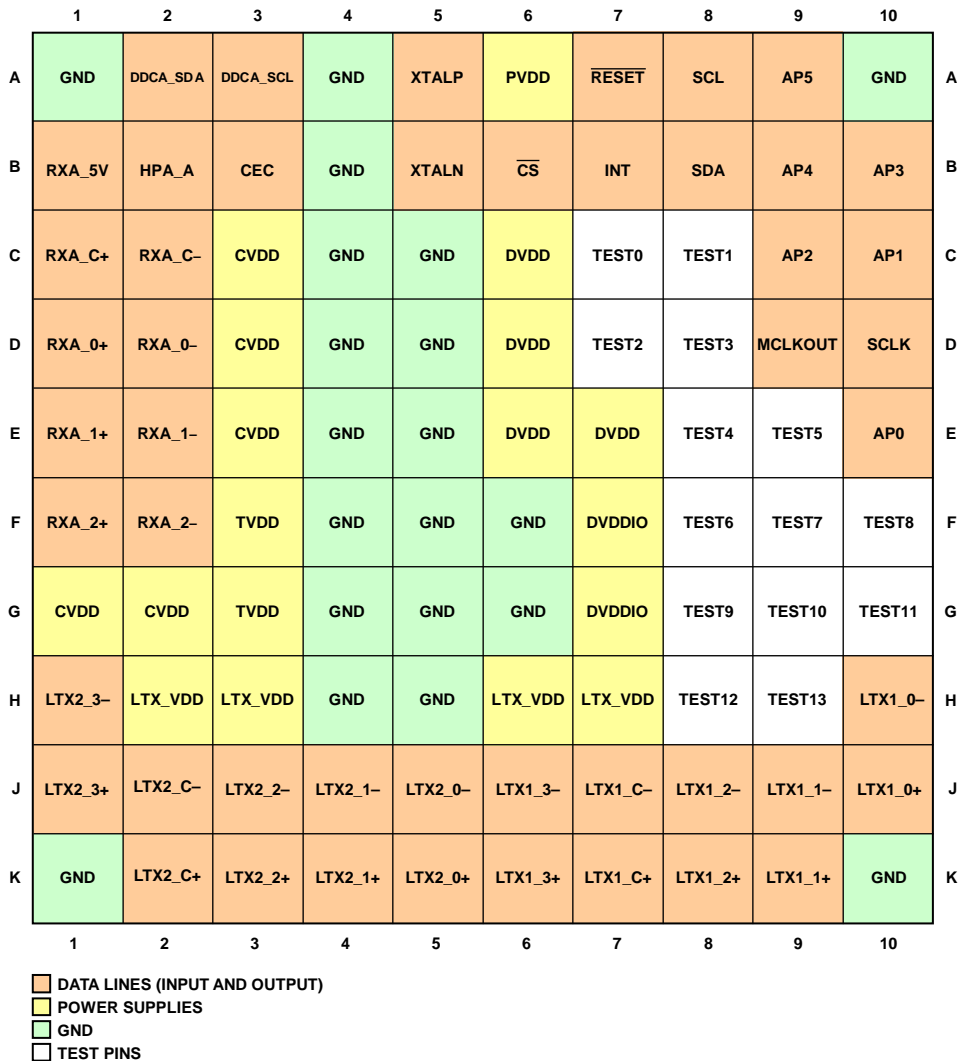 1 2 3 4 5 6 7 8 9 10
A GND DDCA_SDA DDCA_SCL GND XTALP PVDD RESET SCL AP5 GND A
B RXA_5V HPA_A CEC GND XTALN CS INT SDA AP4 AP3 B
C RXA_C+ RXA_C– CVDD GND GND DVDD TEST0 TEST1 AP2 AP1 C
D RXA_0+ RXA_0– CVDD GND GND DVDD TEST2 TEST3 MCLKOUT SCLK D
E RXA_1+ RXA_1– CVDD GND GND DVDD DVDD TEST4 TEST5 AP0 E
F RXA_2+ RXA_2– TVDD GND GND GND DVDDIO TEST6 TEST7 TEST8 F
G CVDD CVDD TVDD GND GND GND DVDDIO TEST9 TEST10 TEST11 G
H LTX2_3– LTX_VDD LTX_VDD GND GND LTX_VDD LTX_VDD TEST12 TEST13 LTX1_0– H
J LTX2_3+ LTX2_C– LTX2_2– LTX2_1– LTX2_0– LTX1_3– LTX1_C– LTX1_2– LTX1_1– LTX1_0+ J
K GND LTX2_C+ LTX2_2+ LTX2_1+ LTX2_0+ LTX1_3+ LTX1_C+ LTX1_2+ LTX1_1+ GND K
1 2 3 4 5 6 7 8 9 10
DATA LINES (INPUT AND OUTPUT)
POWER SUPPLIES
GND
TEST PINS